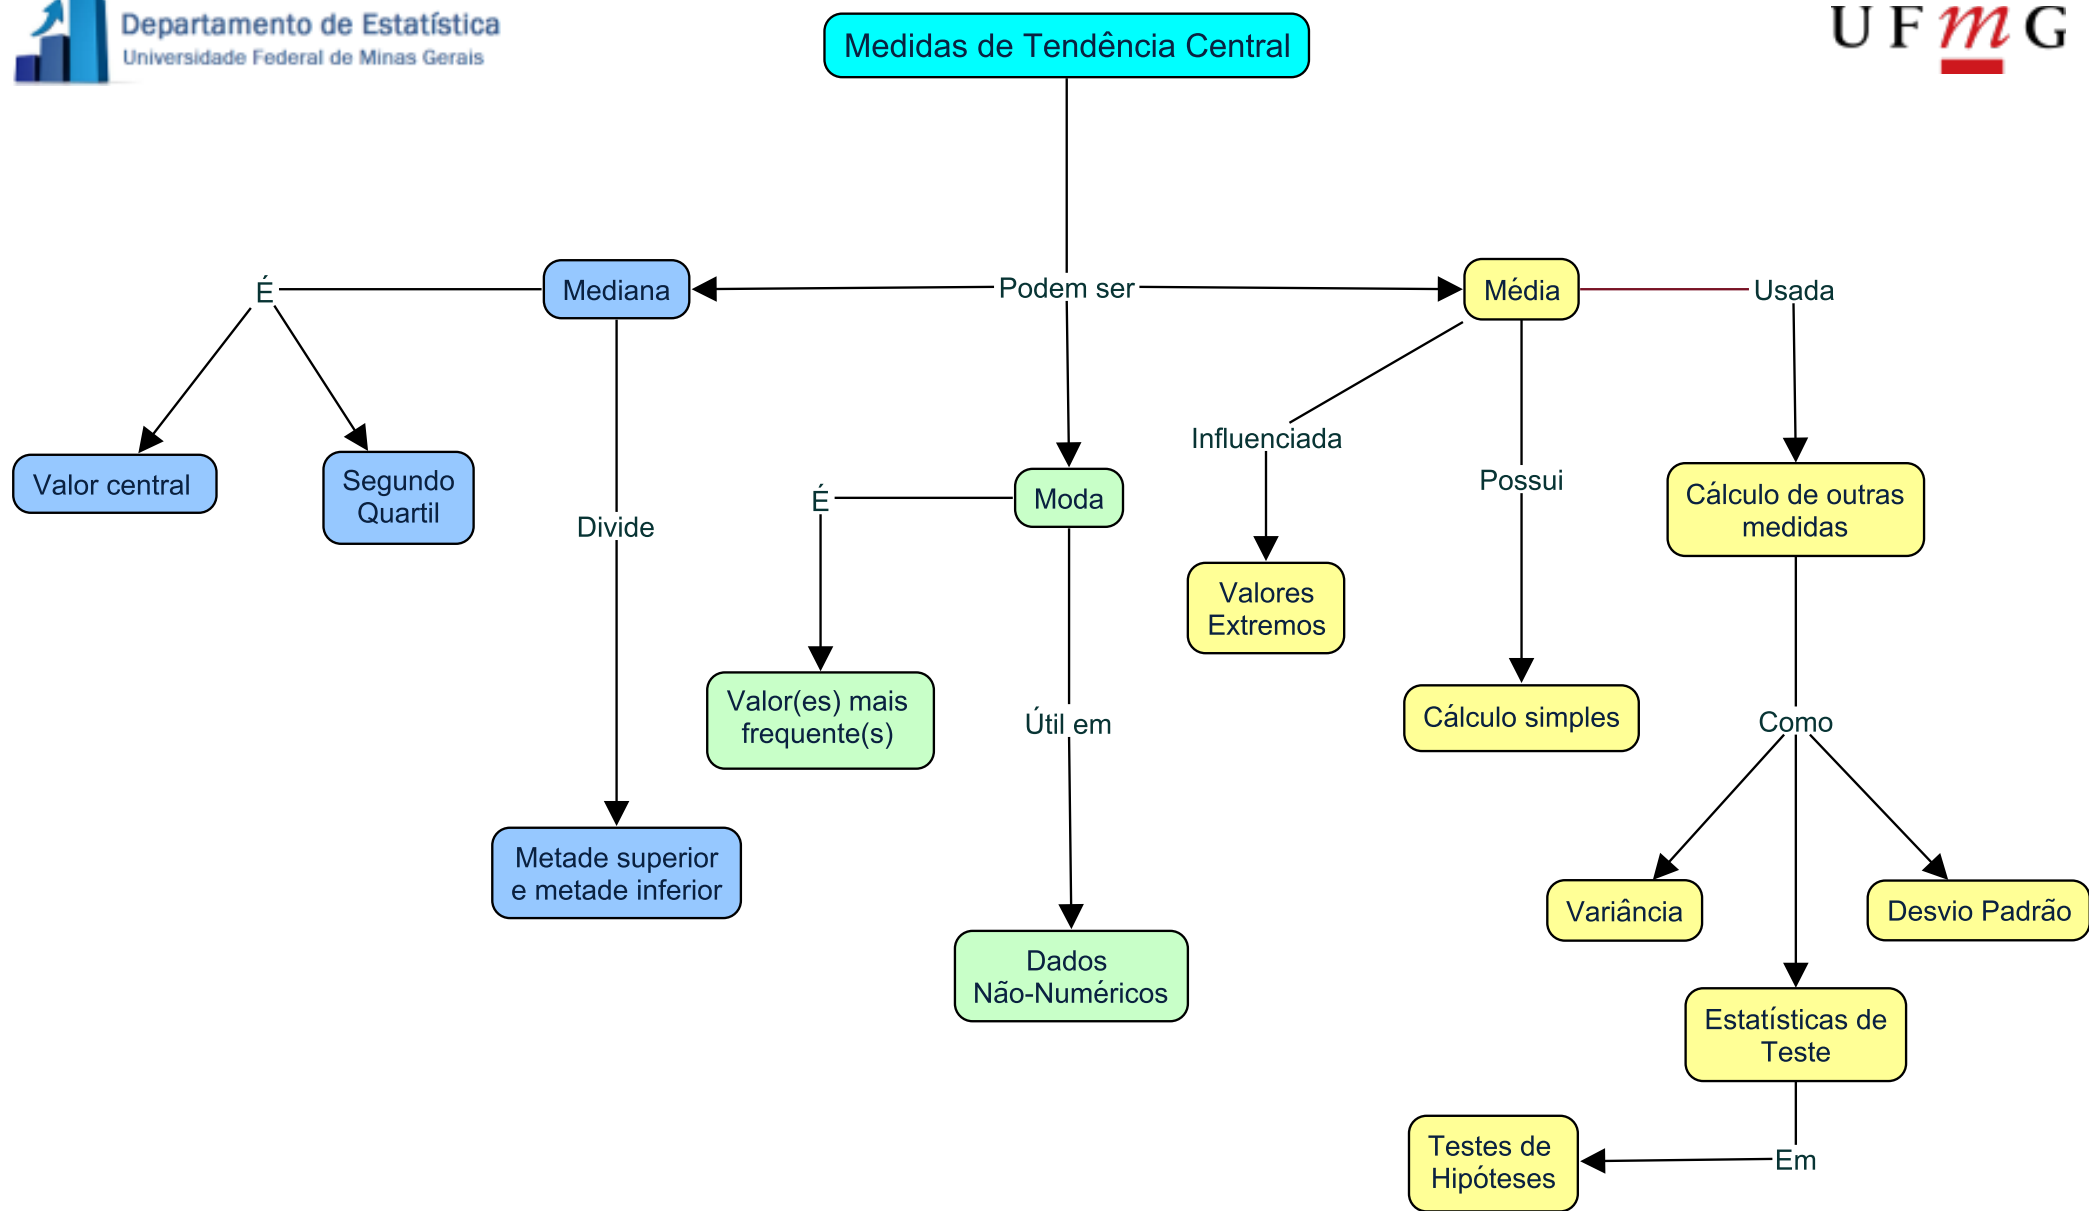 Departamento de Estatística
Universidade Federal de Minas Gerais
Medidas de Tendência Central
UFmG
É
Mediana
Podem ser
Média
Usada
Influenciada
Valor central
Segundo
Quartil
Divide
É
Moda
Possui
Cálculo de outras
medidas
Valores
Extremos
Valor(es) mais
frequente(s)
Útil em
Cálculo simples
Como
Metade superior
e metade inferior
Variância
Desvio Padrão
Dados
Não-Numéricos
Estatísticas de
Teste
Testes de
Hipóteses
Em